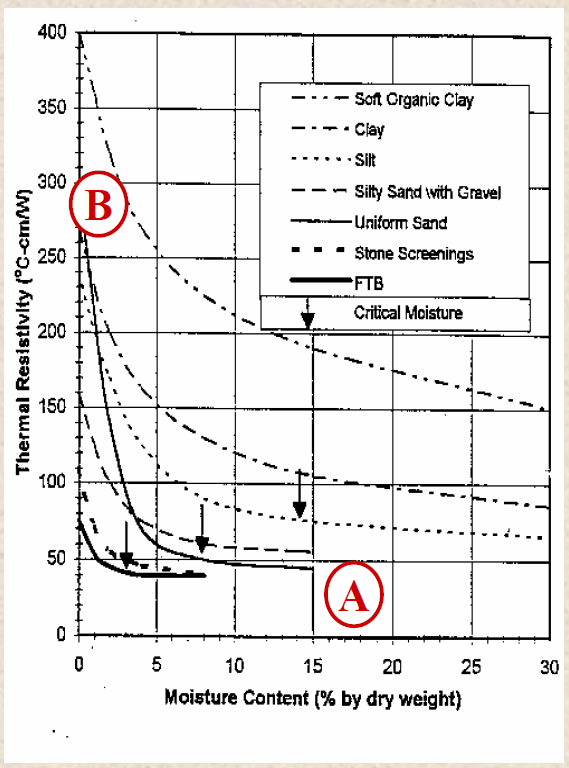 400
350
300
250
200
150
100
50
0
Thermal Resistivity (°C-cm/W)
B
Soft Organic Clay
Clay
Silt
Silty Sand with Gravel
Uniform Sand
Stone Screenings
FTB
Critical Moisture
A
0 5 10 15 20 25 30
Moisture Content (% by dry weight)